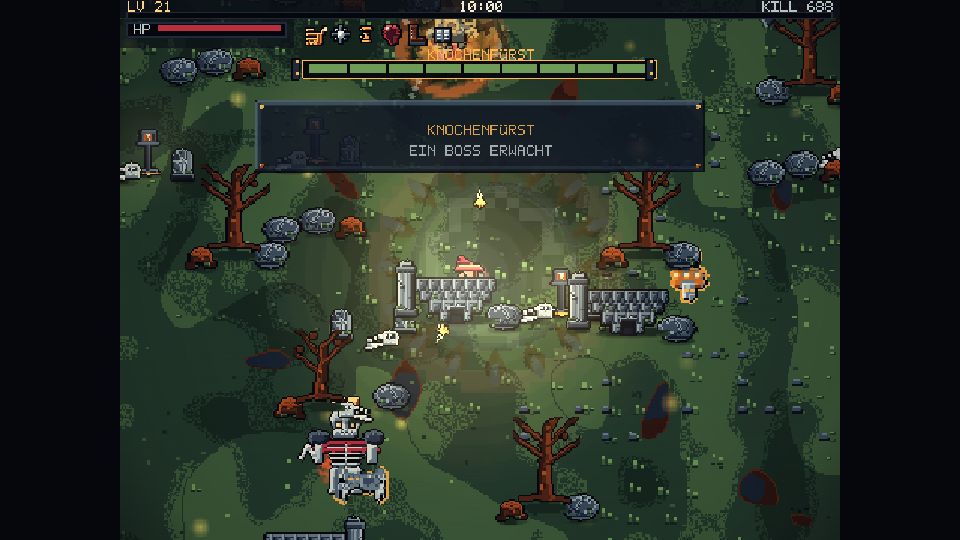 LV 21
10:00
KILL 688
HP
KNOCHENFÜRST
KNOCHENFÜRST
EIN BOSS ERWACHT